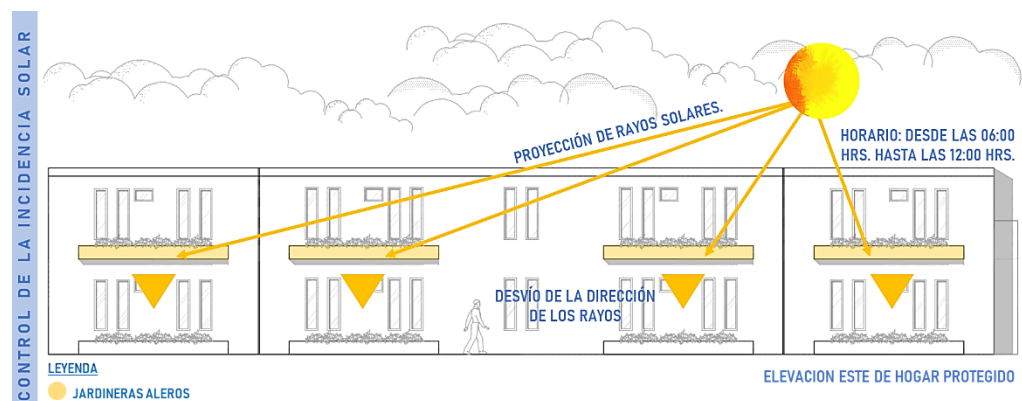 CONTROL DE LA INCIDENCIA SOLAR
PROYECCIÓN DE RAYOS SOLARES.
HORARIO: DESDE LAS 06:00
HRS. HASTA LAS 12:00 HRS.
DESVÍO DE LA DIRECCIÓN
DE LOS RAYOS
LEYENDA
JARDINERAS ALEROS
ELEVACION ESTE DE HOGAR PROTEGIDO